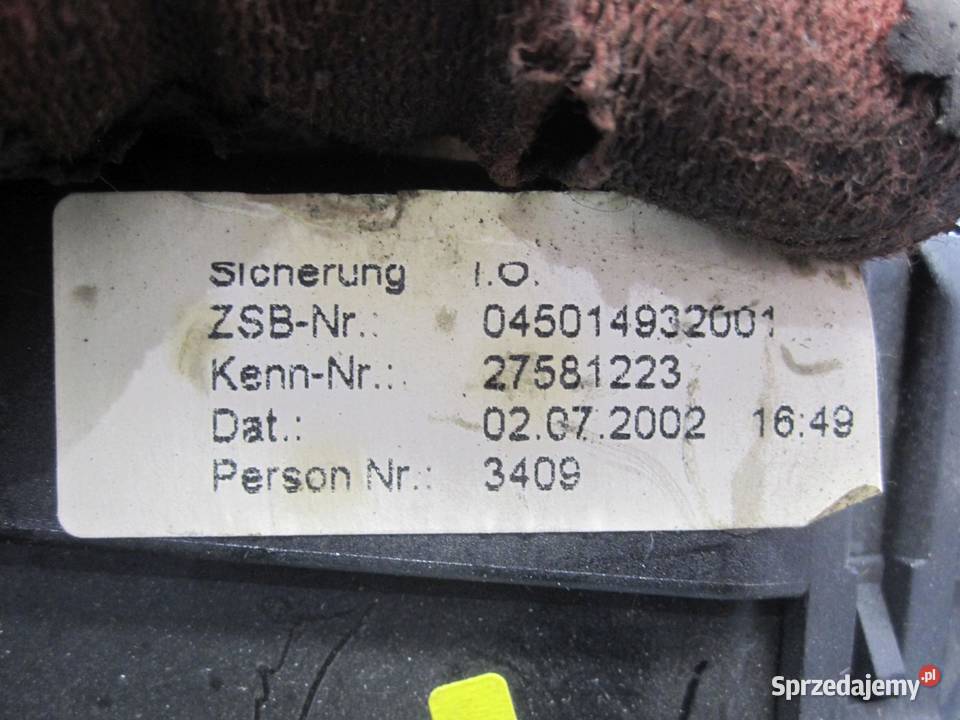 Sicherung I.O.
ZSB-Nr.: 045014932001
Kenn-Nr.: 27581223
Dat.: 02.07.2002 16:49
Person Nr.: 3409
Sprzedajemy.pl